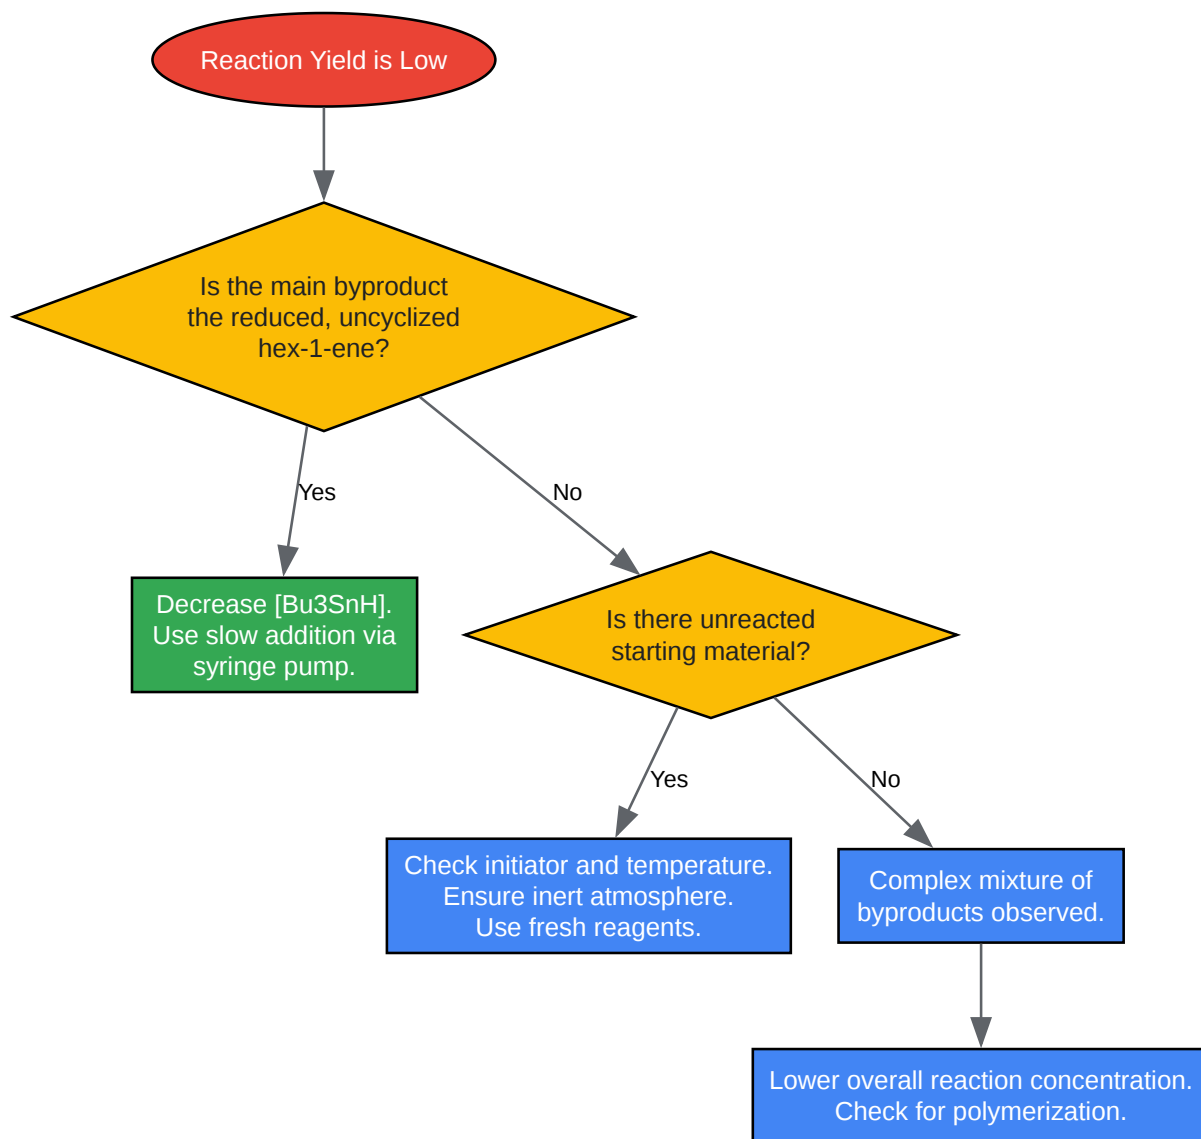 Reaction Yield is Low
Is the main byproduct
the reduced, uncyclized
hex-1-ene?
Yes
No
Decrease [Bu3SnH].
Use slow addition via
syringe pump.
Is there unreacted
starting material?
Yes
No
Check initiator and temperature.
Ensure inert atmosphere.
Use fresh reagents.
Complex mixture of
byproducts observed.
Lower overall reaction concentration.
Check for polymerization.